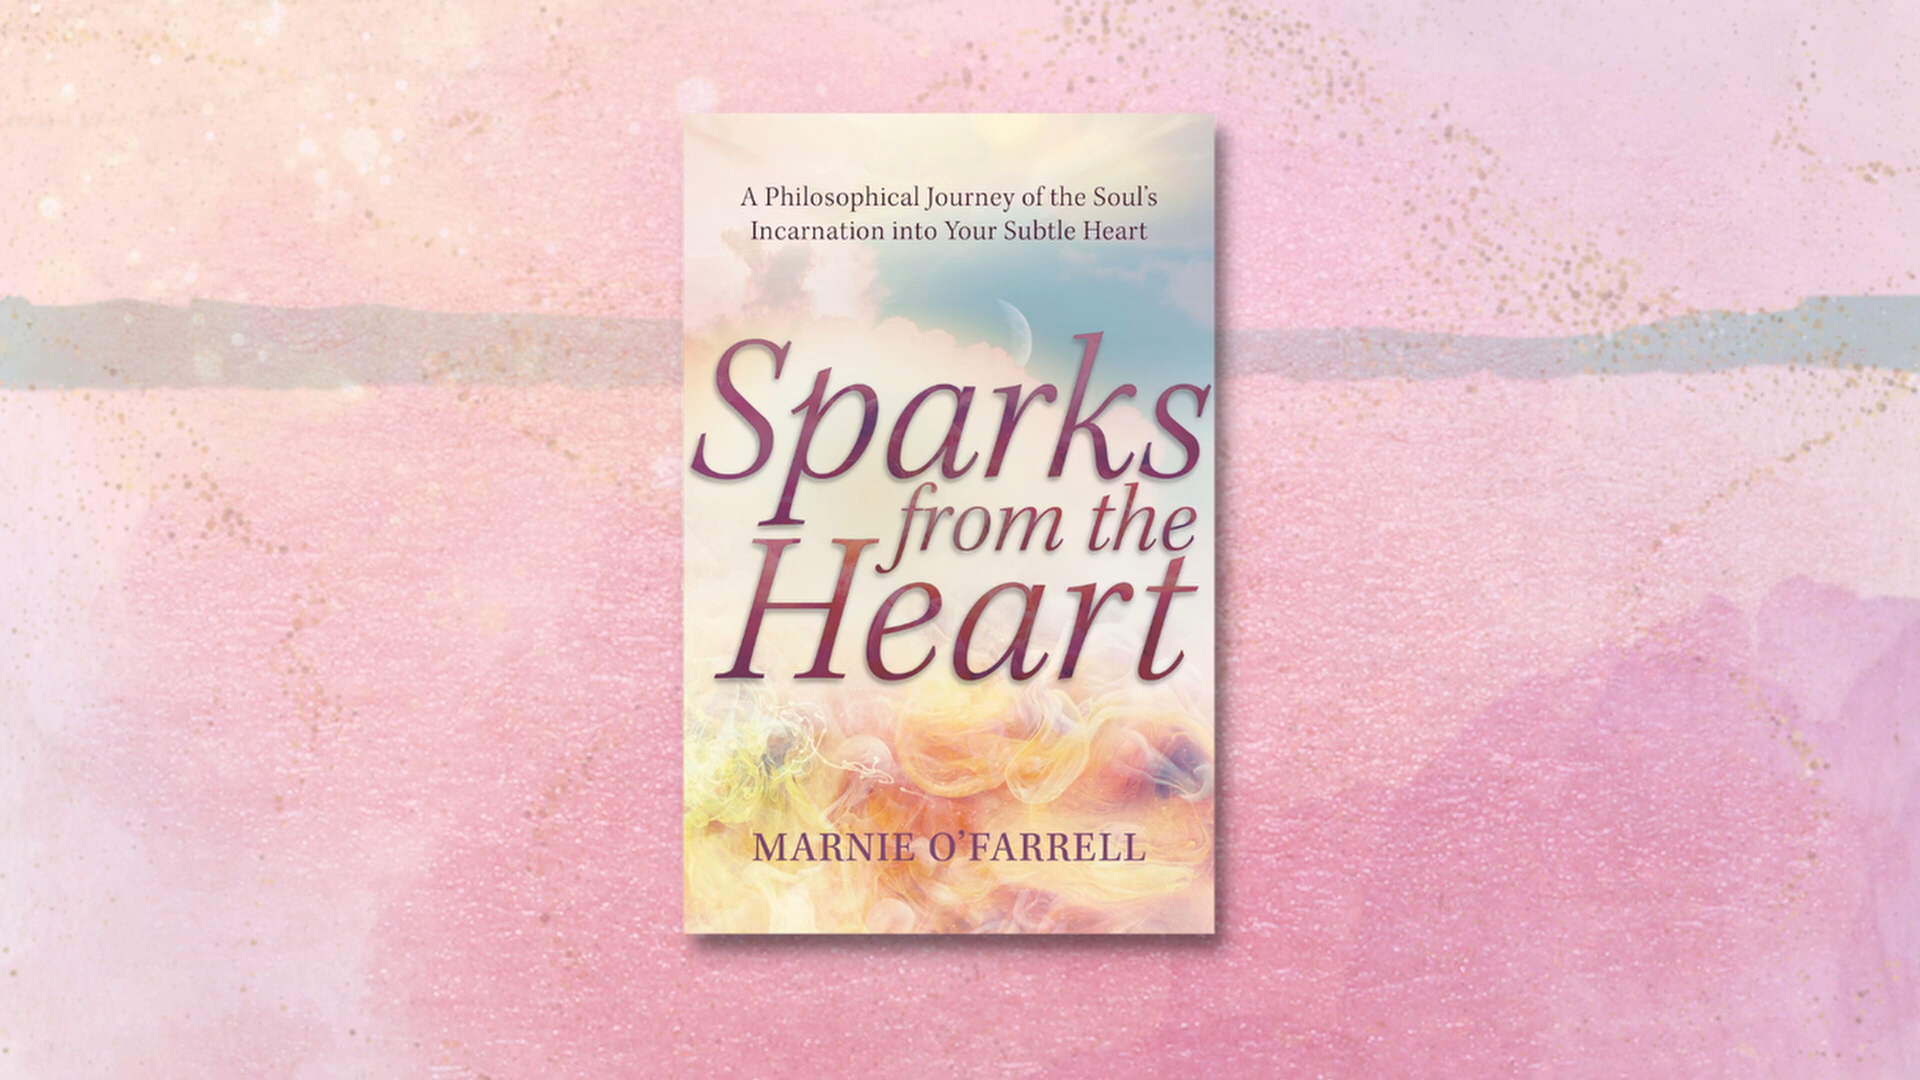 A Philosophical Journey of the Soul’s
Incarnation into Your Subtle Heart
Sparks
from the
Heart
MARNIE O’FARRELL